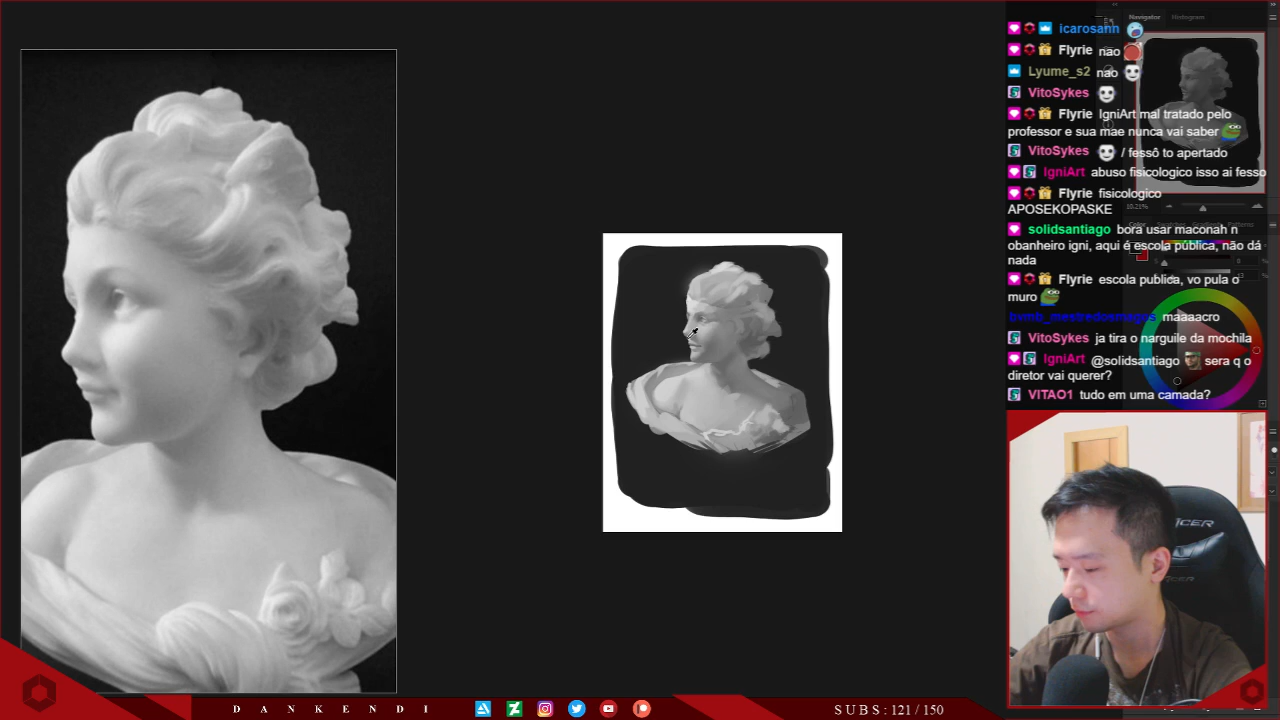 Navigator Histogram
icarosann
Flyrie nao
Lyume_s2 nao
VitoSykes
Flyrie IgniArt mal tratado pelo
professor e sua mae nunca vai saber
VitoSykes / fessô to apertado
IgniArt abuso fisicologico isso ai fesso
Flyrie fisicologico
APOSEKOPASKE
solidsantiago bora usar maconah n
obanheiro igni, aqui é escola publica, não dá
nada
Flyrie escola publica, vo pula o
muro
maaaacro
VitoSykes ja tira o narguile da mochila
IgniArt @solidsantiago sera q o
diretor vai querer?
VITAO1 tudo em uma camada?
DANKENDI
SUBS: 121 / 150